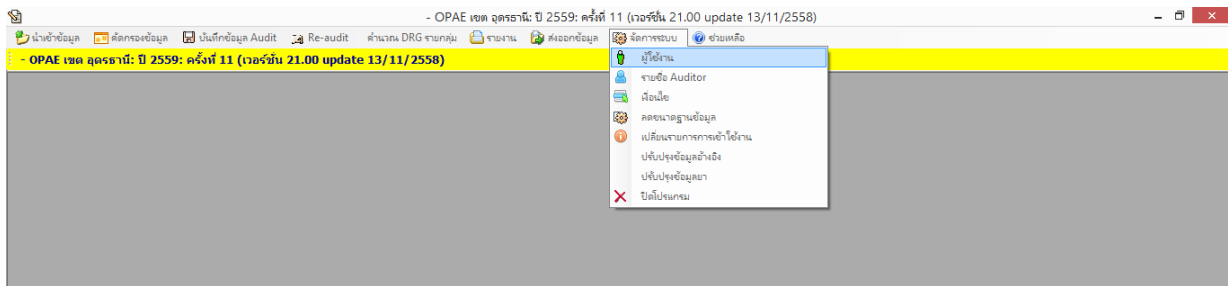 - OPAE เขต อุดรธานี: ปี 2559: ครั้งที่ 11 (เวอร์ชั่น 21.00 update 13/11/2558)
นำเข้าข้อมูล คัดกรองข้อมูล บันทึกข้อมูล Audit Re-audit คำนวณ DRG รายกลุ่ม รายงาน ส่งออกข้อมูล จัดการระบบ ช่วยเหลือ
- OPAE เขต อุดรธานี: ปี 2559: ครั้งที่ 11 (เวอร์ชั่น 21.00 update 13/11/2558)
ผู้ใช้งาน
รายชื่อ Auditor
เงื่อนไข
ลดขนาดฐานข้อมูล
เปลี่ยนรายการการเข้าใช้งาน
ปรับปรุงข้อมูลอ้างอิง
ปรับปรุงข้อมูลยา
ปิดโปรแกรม